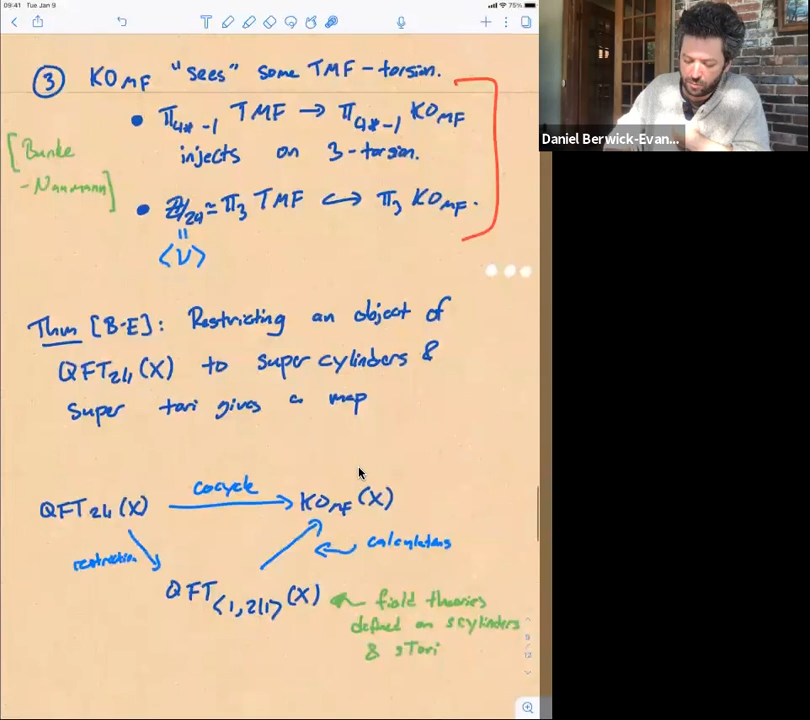 09:41 Tue Jan 9
75%
T
③ KO_MF "sees" some TMF-torsion.
• π_{4*-1} TMF → π_{4*-1} KO_MF
injects on 3-torsion.
[Bunke
-Naumann]
• ℤ/24 ≃ π_3 TMF ↪ π_3 KO_MF.
=
⟨ν⟩
Thm [B-E]: Restricting an object of
QFT_{2|1}(X) to super cylinders &
super tori gives a map
QFT_{2|1}(X) cocycle → KO_MF(X)
restriction
calculations
QFT_{⟨1,2|1⟩}(X)
field theories
defined on scylinders
& sTori
9
12
Daniel Berwick-Evan...